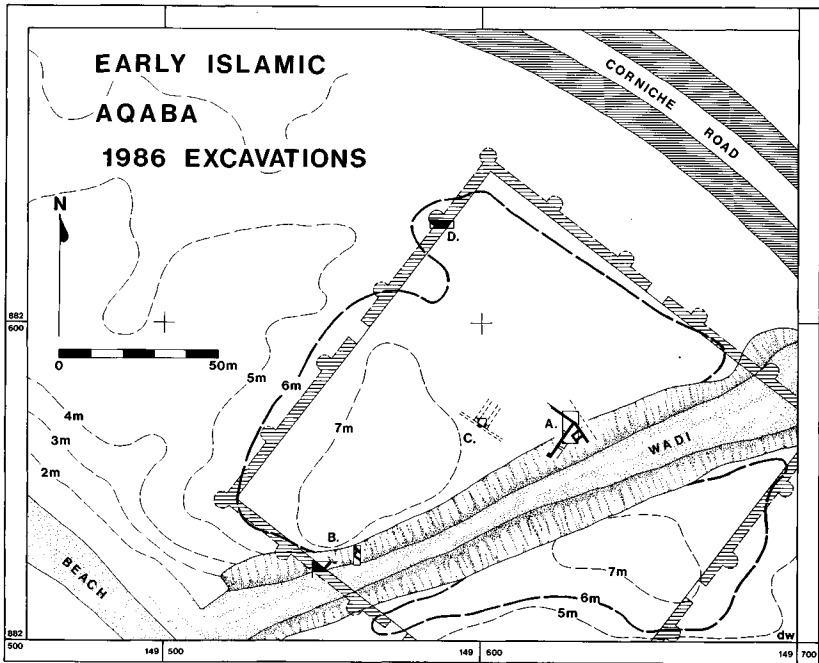 EARLY ISLAMIC
AQABA
1986 EXCAVATIONS
CORNICHE
ROAD
N
D.
882
600
0 50m
5m
6m
4m
3m
2m
7m
A.
C.
WADI
B.
BEACH
7m
6m
5m
dw
882
500
149 500
149 600
149 700